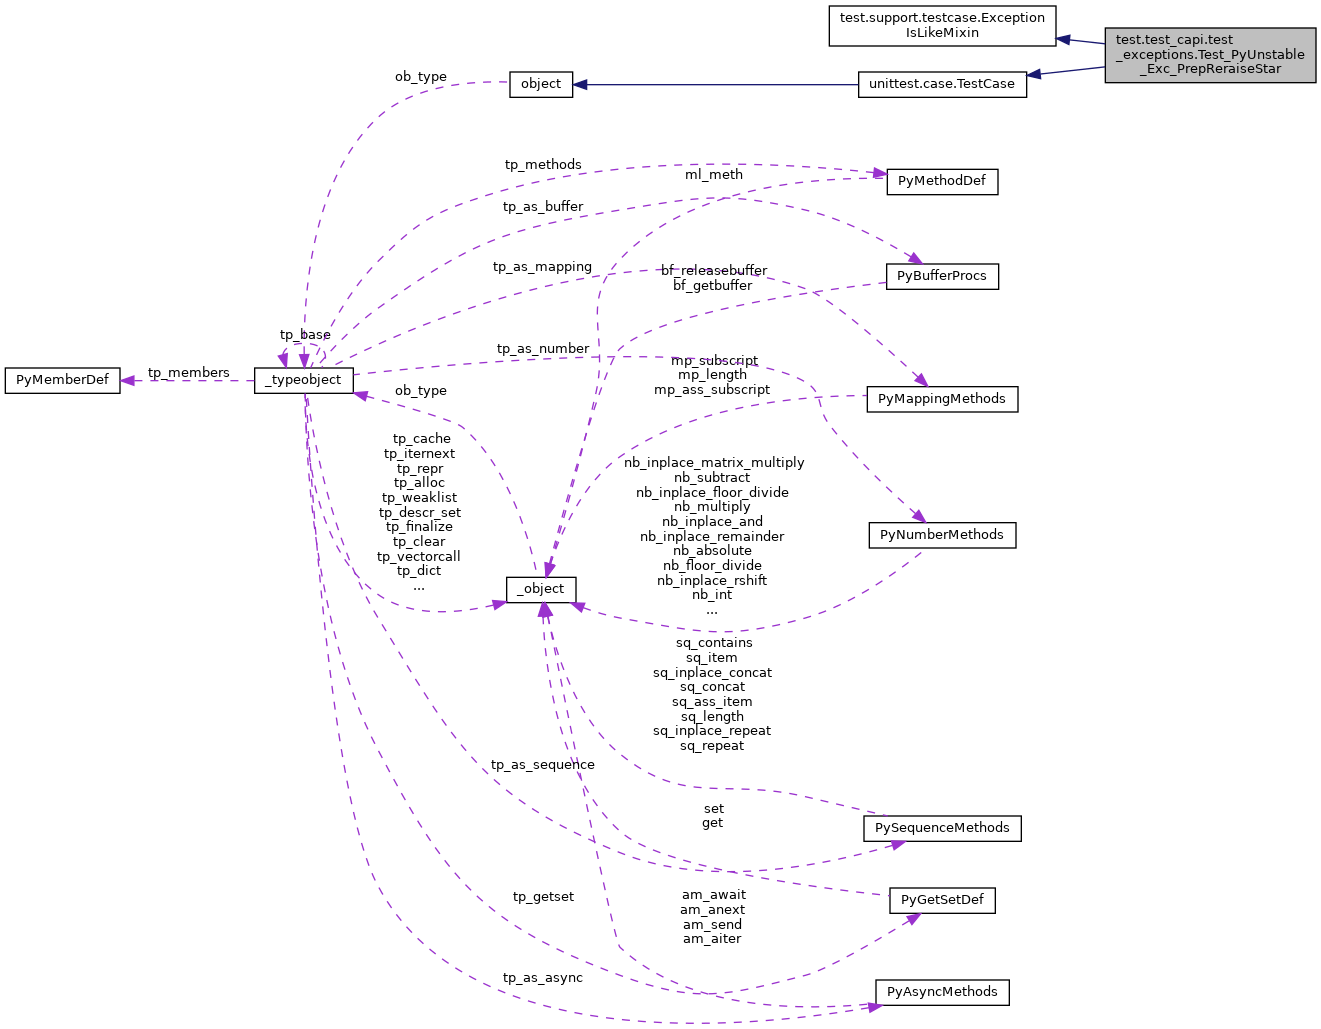 test.support.testcase.Exception
IsLikeMixin
test.test_capi.test
_exceptions.Test_PyUnstable
_Exc_PrepReraiseStar
ob_type
object
unittest.case.TestCase
tp_methods
ml_meth
PyMethodDef
tp_as_buffer
tp_as_mapping
bf_releasebuffer
bf_getbuffer
PyBufferProcs
tp_base
tp_as_number
mp_subscript
mp_length
mp_ass_subscript
PyMemberDef
tp_members
_typeobject
ob_type
PyMappingMethods
tp_cache
tp_iternext
tp_repr
tp_alloc
tp_weaklist
tp_descr_set
tp_finalize
tp_clear
tp_vectorcall
tp_dict
...
nb_inplace_matrix_multiply
nb_subtract
nb_inplace_floor_divide
nb_multiply
nb_inplace_and
nb_inplace_remainder
nb_absolute
nb_floor_divide
nb_inplace_rshift
nb_int
...
PyNumberMethods
_object
sq_contains
sq_item
sq_inplace_concat
sq_concat
sq_ass_item
sq_length
sq_inplace_repeat
sq_repeat
tp_as_sequence
set
get
PySequenceMethods
tp_getset
am_await
am_anext
am_send
am_aiter
PyGetSetDef
tp_as_async
PyAsyncMethods